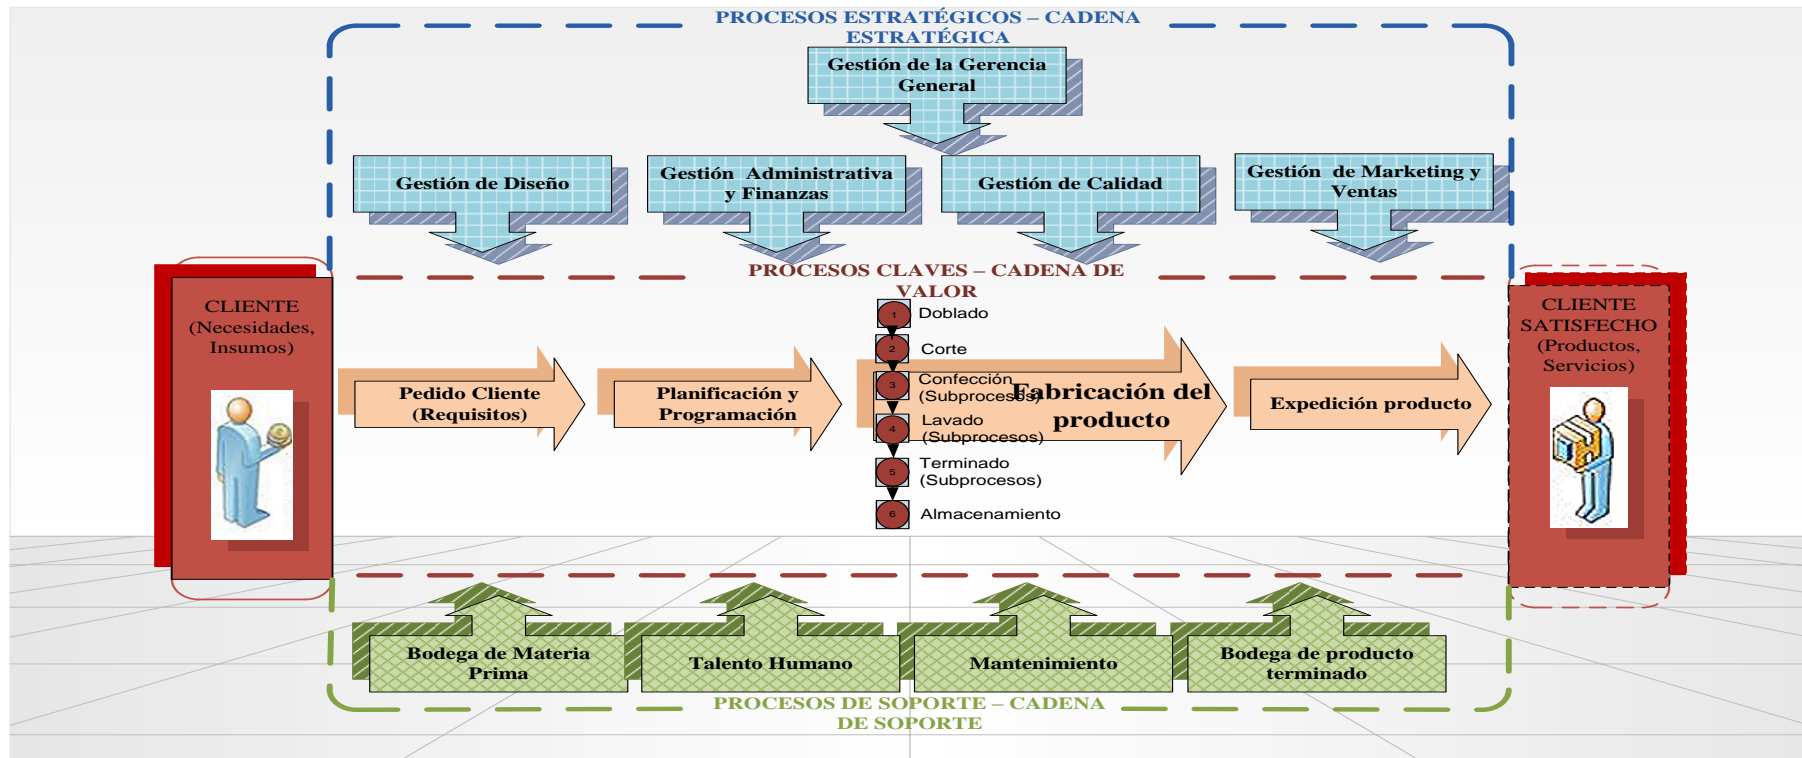 PROCESOS ESTRATÉGICOS – CADENA
ESTRATÉGICA
Gestión de la Gerencia
General
Gestión de Diseño
Gestión  Administrativa
y Finanzas
Gestión de Calidad
Gestión  de Marketing y
Ventas
PROCESOS CLAVES – CADENA DE
VALOR
CLIENTE
(Necesidades,
Insumos)
Pedido Cliente
(Requisitos)
Planificación y
Programación
1 Doblado
2 Corte
3 Confección
(Subprocesos)
4 Lavado
(Subprocesos)
5 Terminado
(Subprocesos)
6 Almacenamiento
Fabricación del
producto
Expedición producto
CLIENTE
SATISFECHO
(Productos,
Servicios)
Bodega de Materia
Prima
Talento Humano
Mantenimiento
Bodega de producto
terminado
PROCESOS DE SOPORTE – CADENA
DE SOPORTE